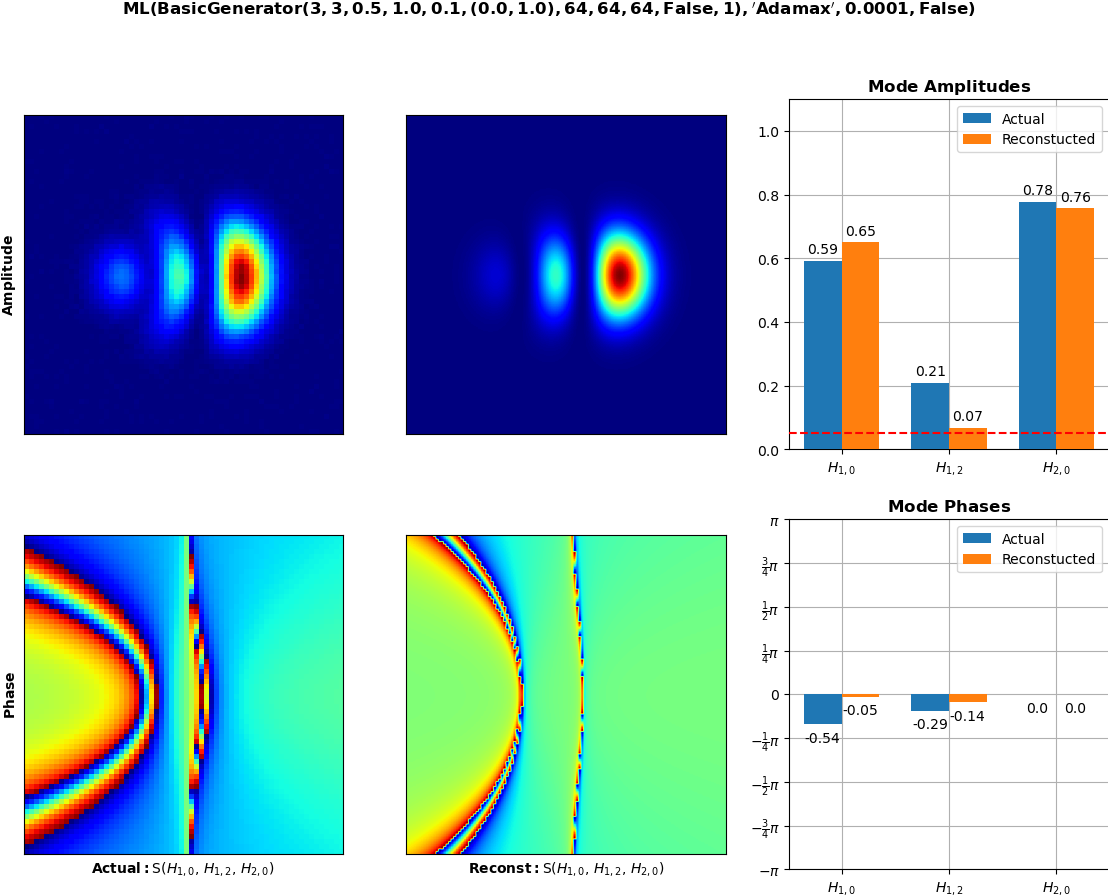 ML(BasicGenerator(3, 3, 0.5, 1.0, 0.1, (0.0, 1.0), 64, 64, 64, False, 1), ′Adamax′, 0.0001, False)
Amplitude
Mode Amplitudes
Actual
Reconstucted
1.0
0.8
0.6
0.4
0.2
0.0
0.59
0.65
0.21
0.07
0.78
0.76
H1,0
H1,2
H2,0
Phase
Actual: S(H1,0, H1,2, H2,0)
Reconst: S(H1,0, H1,2, H2,0)
Mode Phases
Actual
Reconstucted
π
3/4π
1/2π
1/4π
0
−1/4π
−1/2π
−3/4π
−π
-0.54
-0.05
-0.29
-0.14
0.0
0.0
H1,0
H1,2
H2,0